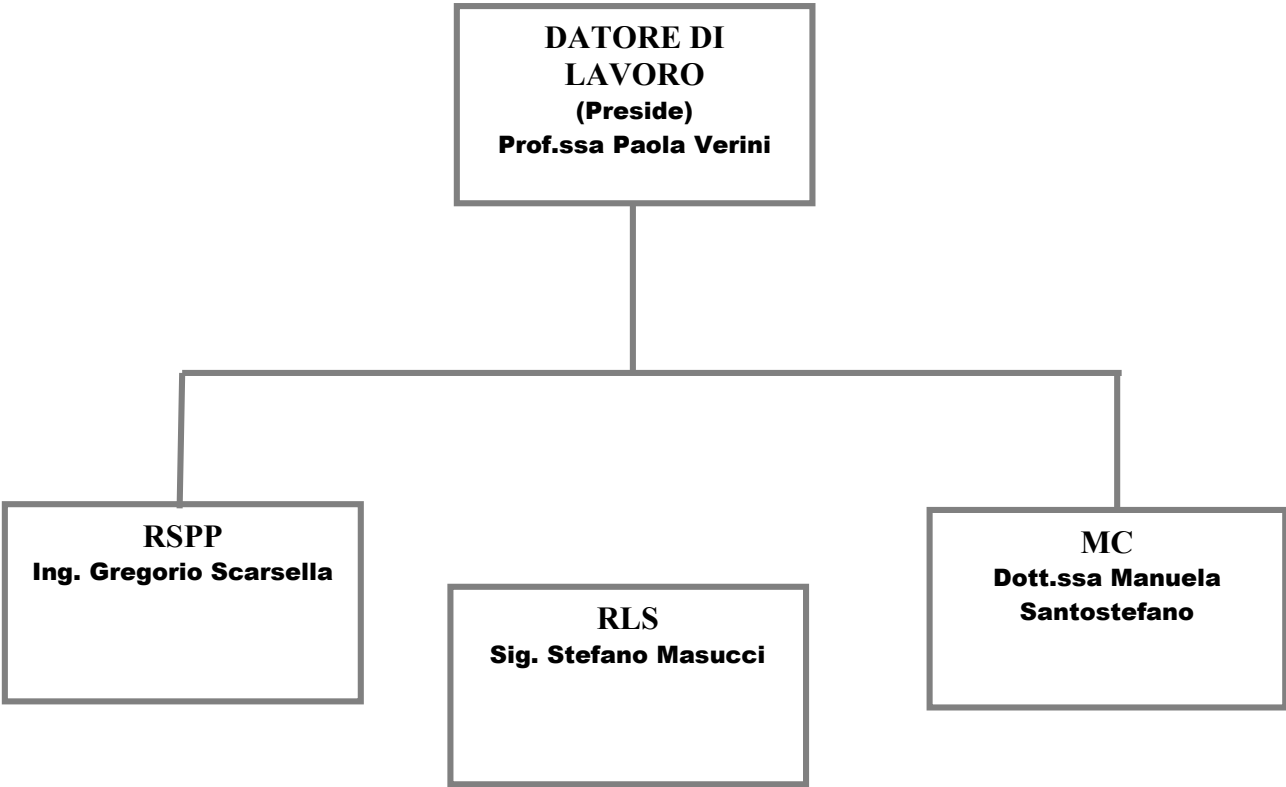 DATORE DI
LAVORO
(Preside)
Prof.ssa Paola Verini
RSPP
Ing. Gregorio Scarsella
RLS
Sig. Stefano Masucci
MC
Dott.ssa Manuela
Santostefano